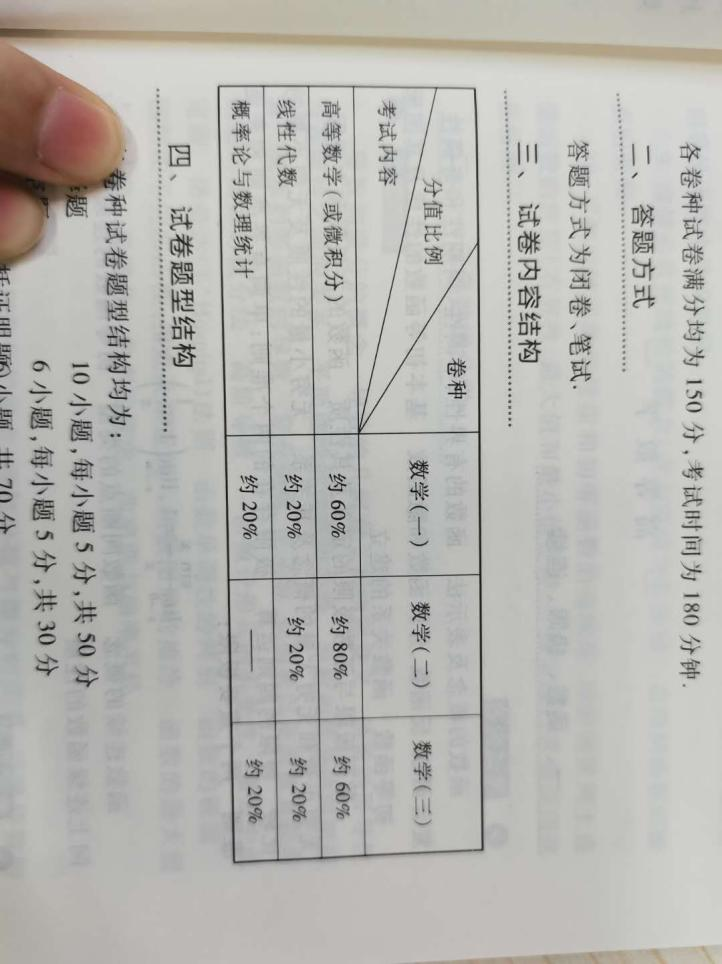 各卷种试卷满分均为 150 分,考试时间为 180 分钟.
二、答题方式
答题方式为闭卷、笔试.
三、试卷内容结构
分值比例 卷种 考试内容 数学(一) 数学(二) 数学(三)
高等数学(或微积分) 约 60% 约 80% 约 60%
线性代数 约 20% 约 20% 约 20%
概率论与数理统计 约 20% —— 约 20%
四、试卷题型结构
卷种试卷题型结构均为:
题 10 小题,每小题 5 分,共 50 分
6 小题,每小题 5 分,共 30 分
小题,共 70 分